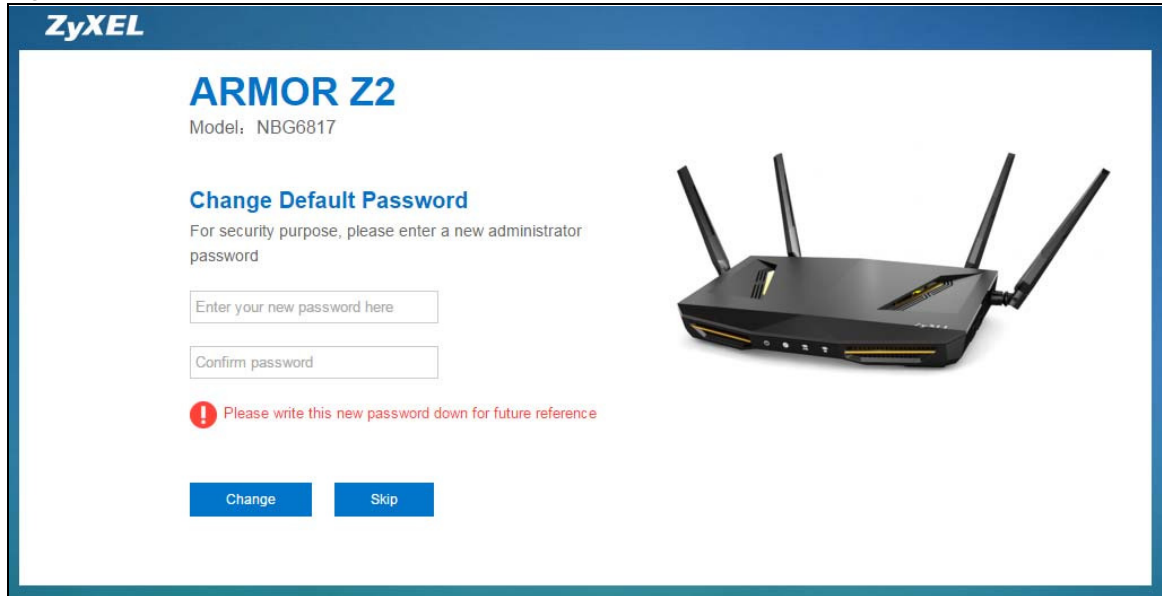 ZyXEL
ARMOR Z2
Model: NBG6817
Change Default Password
For security purpose, please enter a new administrator
password
Enter your new password here
Confirm password
Please write this new password down for future reference
Change
Skip
ZyXEL